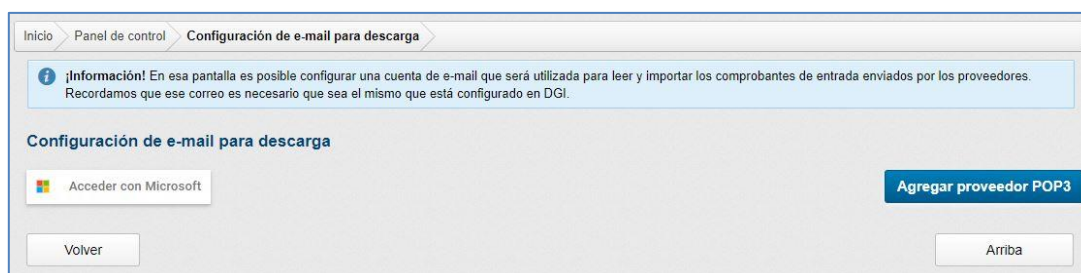 Inicio Panel de control Configuración de e-mail para descarga
¡Información! En esa pantalla es posible configurar una cuenta de e-mail que será utilizada para leer y importar los comprobantes de entrada enviados por los proveedores.
Recordamos que ese correo es necesario que sea el mismo que está configurado en DGI.
Configuración de e-mail para descarga
Acceder con Microsoft
Agregar proveedor POP3
Volver
Arriba